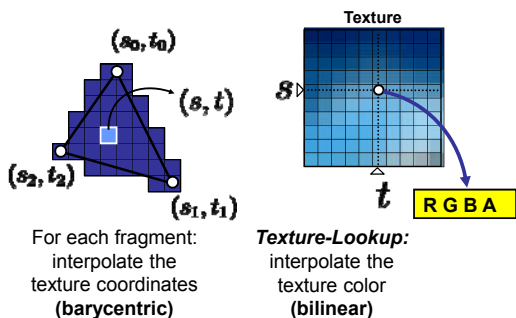 Texture
(s₀, t₀)
(s, t)
s
(s₂, t₂)
(s₁, t₁)
t
R G B A
For each fragment:
interpolate the
texture coordinates
(barycentric)
Texture-Lookup:
interpolate the
texture color
(bilinear)